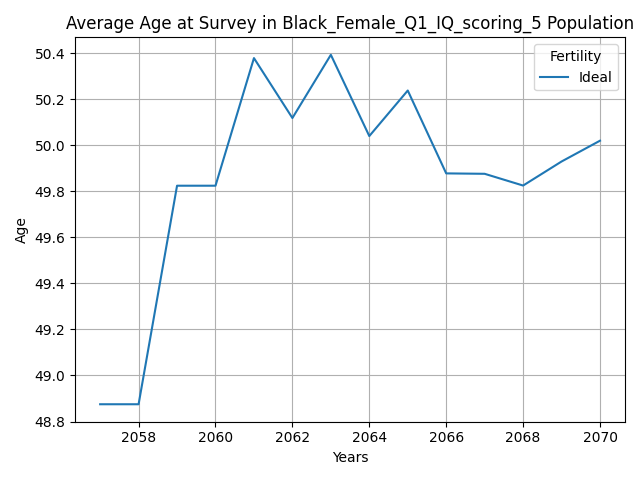 Average Age at Survey in Black_Female_Q1_IQ_scoring_5 Population
Fertility
Ideal
50.4
50.2
50.0
49.8
49.6
49.4
49.2
49.0
48.8
Age
2058 2060 2062 2064 2066 2068 2070
Years